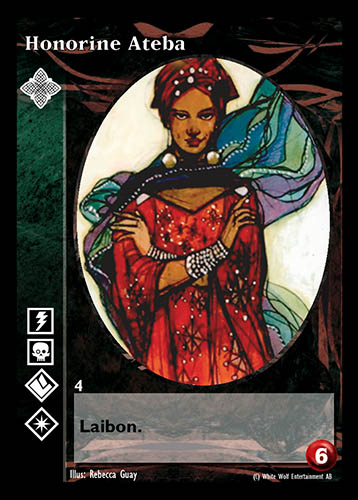 Honorine Ateba
4
Laibon.
6
Illus: Rebecca Guay
(C) White Wolf Entertainment AB